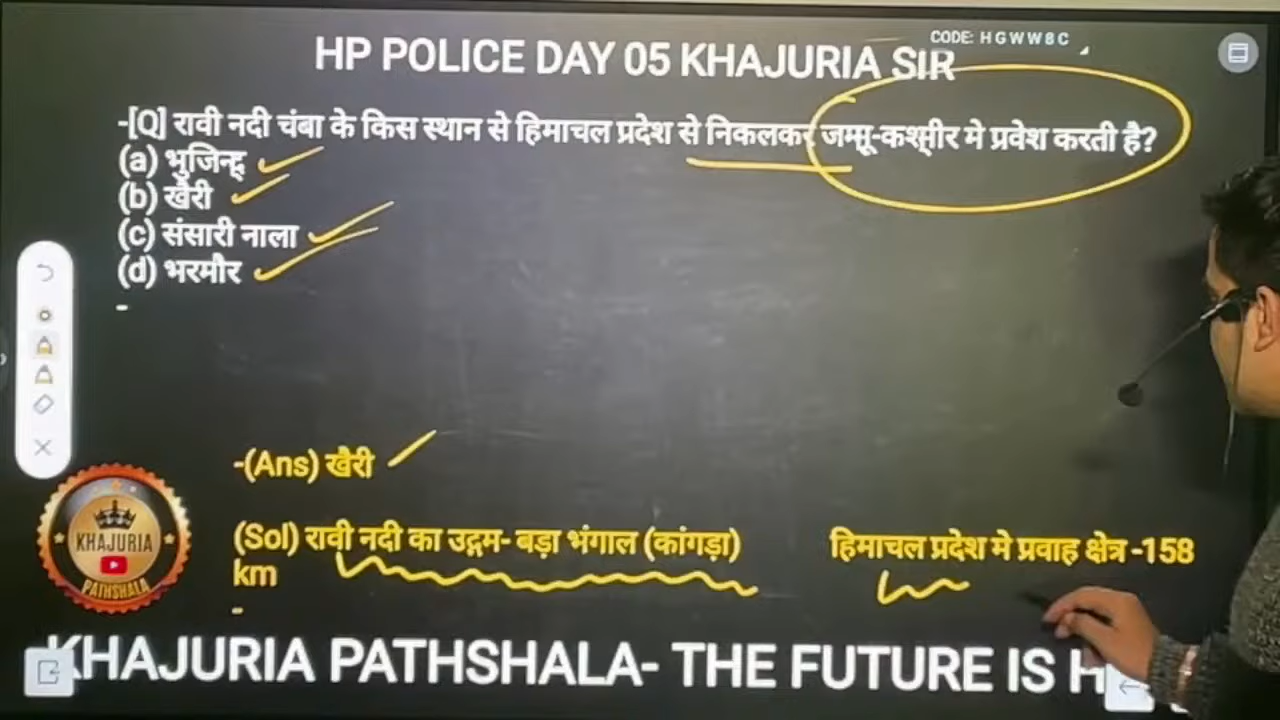 CODE: HGWW8C
HP POLICE DAY 05 KHAJURIA SIR
-[Q] रावी नदी चंबा के किस स्थान से हिमाचल प्रदेश से निकलकर जम्मू-कश्मीर मे प्रवेश करती है?
(a) भुजिन्ह्
(b) खैरी
(c) संसारी नाला
(d) भरमौर
-
-(Ans) खैरी
(Sol) रावी नदी का उद्गम- बड़ा भंगाल (कांगड़ा) हिमाचल प्रदेश मे प्रवाह क्षेत्र -158
km
-
KHAJURIA
PATHSHALA
KHAJURIA PATHSHALA- THE FUTURE IS